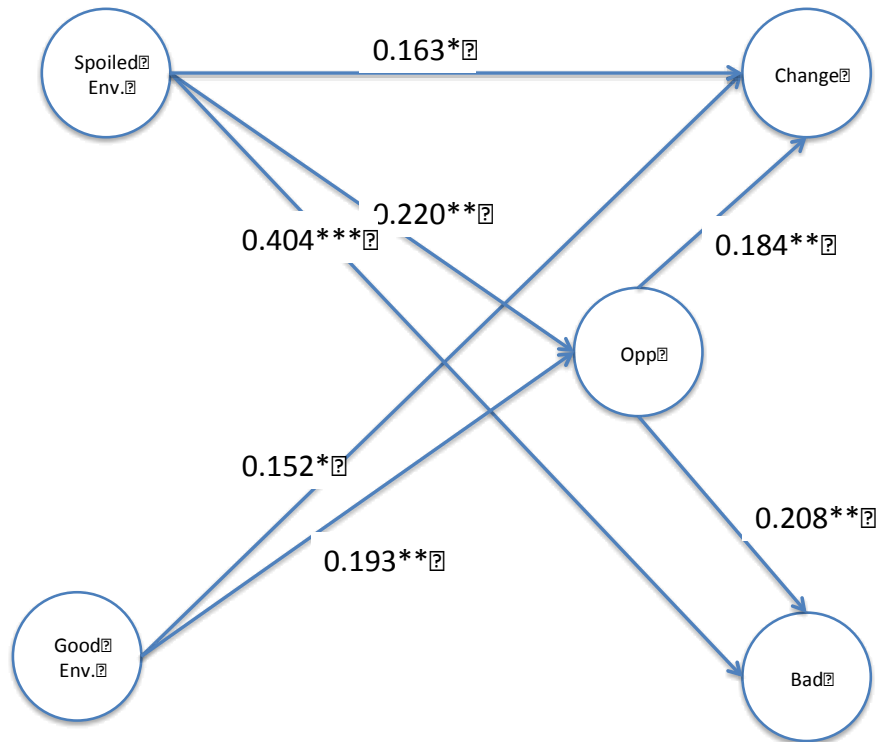 0.163*⍰
Spoiled⍰
Env.⍰
Change⍰
0.220**⍰
0.404***⍰
0.184**⍰
Opp⍰
0.152*⍰
0.208**⍰
0.193**⍰
Good⍰
Env.⍰
Bad⍰